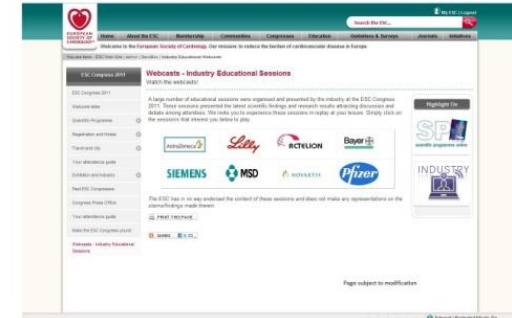 My ESC | Logout
Search the ESC...
EUROPEAN
SOCIETY OF
CARDIOLOGY
Home About the ESC Membership Communities Congresses Education Guidelines & Surveys Journals Initiatives
Welcome to the European Society of Cardiology. Our mission: to reduce the burden of cardiovascular disease in Europe.
ESC Congress 2011
ESC Congress 2011
Welcome letter
Scientific Programme
Registration and Hotels
Travel and city
Your attendance guide
Exhibition and Industry
Past ESC Congresses
Congress Press Office
Your attendance guide
Make the ESC Congress yours!
Webcasts - Industry Educational
Sessions
Webcasts - Industry Educational Sessions
Watch the webcasts!
A large number of educational sessions were organised and presented by the industry at the ESC Congress
2011. These sessions presented the latest scientific findings and research results attracting discussion and
debate among attendees. We invite you to experience these sessions in replay at your leisure. Simply click on
the sessions that interest you below to play.
AstraZeneca
Lilly
ACTELION
Bayer
SIEMENS
MSD
NOVARTIS
Pfizer
The ESC has in no way endorsed the content of these sessions and does not make any representations on the
claims/findings made therein
PRINT THIS PAGE
SHARE
Highlight On
SP
scientific programme online
INDUSTRY
Page subject to modification